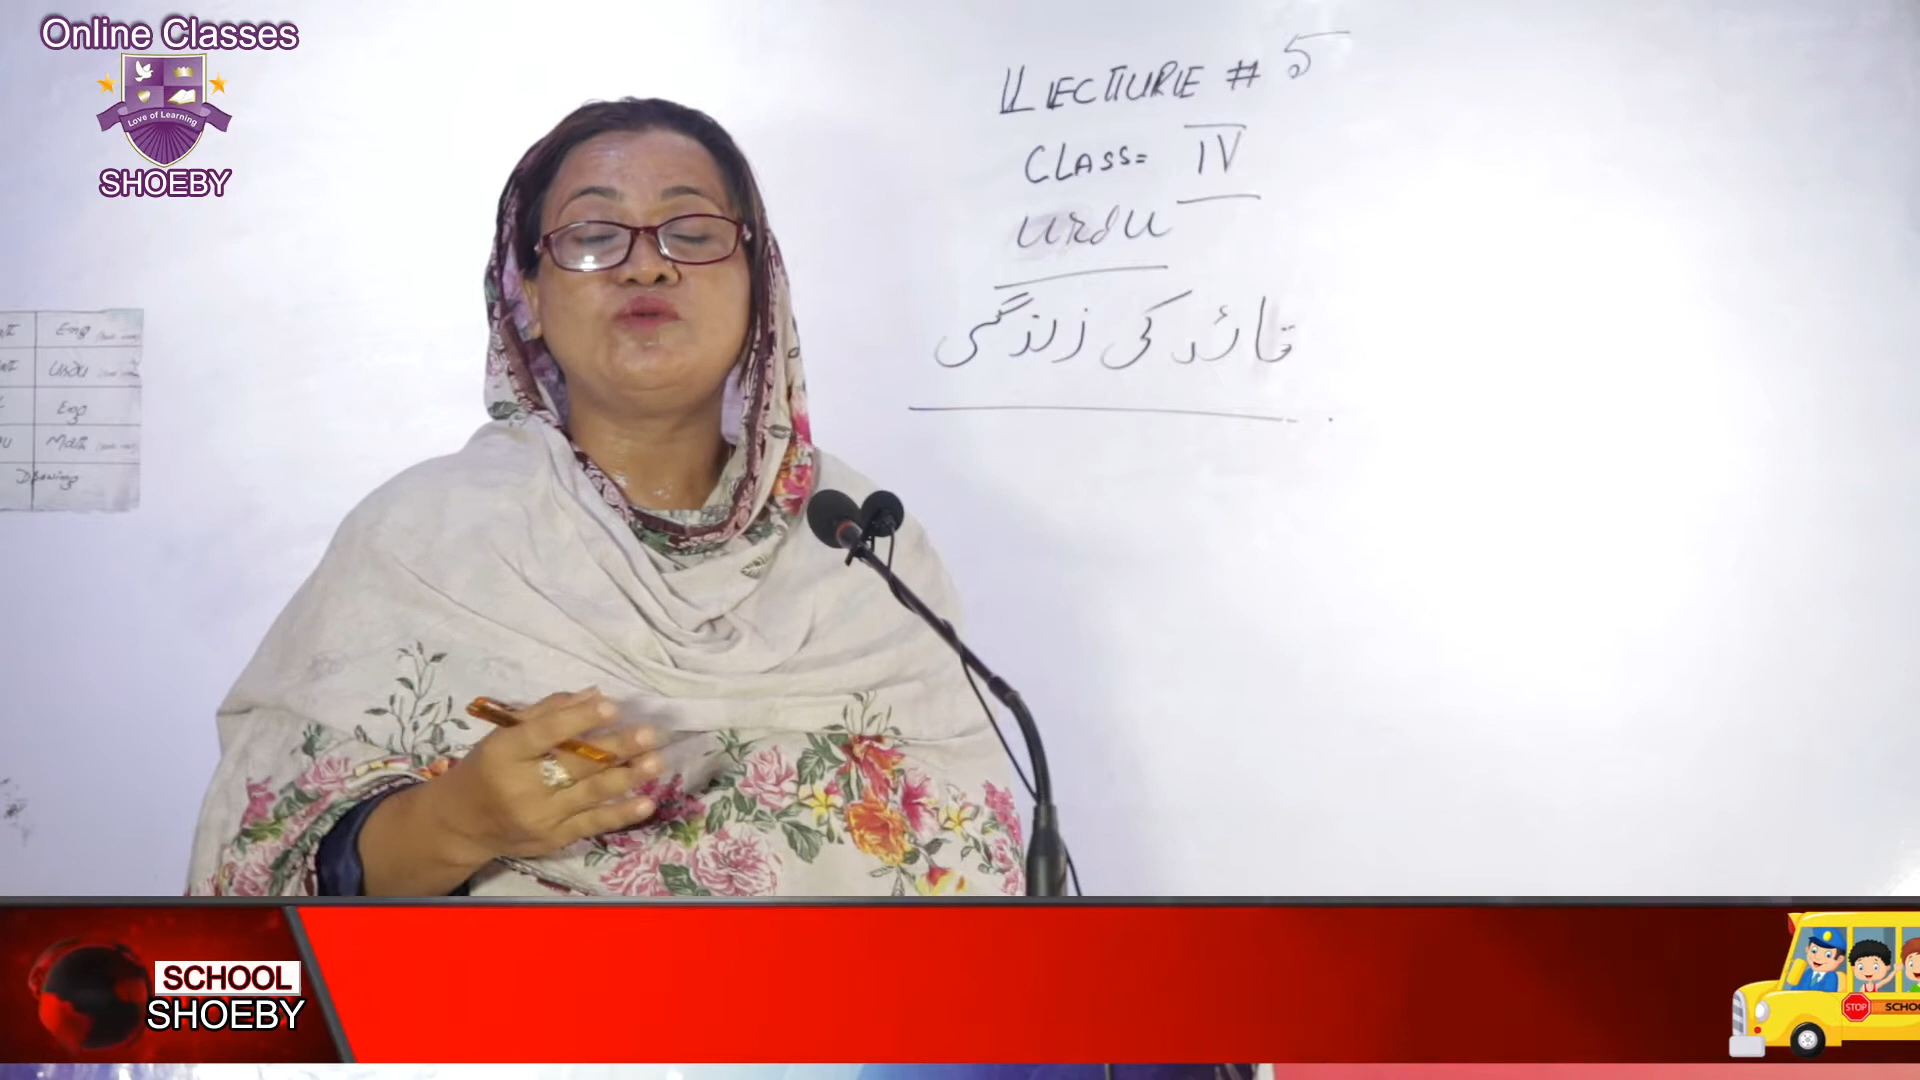 Online Classes
Love of Learning
SHOEBY
LECTURE # 5
CLASS= IV
Urdu
قائد کی زندگی
Eng
Urdu
Eng
Math
Drawing
SCHOOL
SHOEBY
STOP
SCHOO